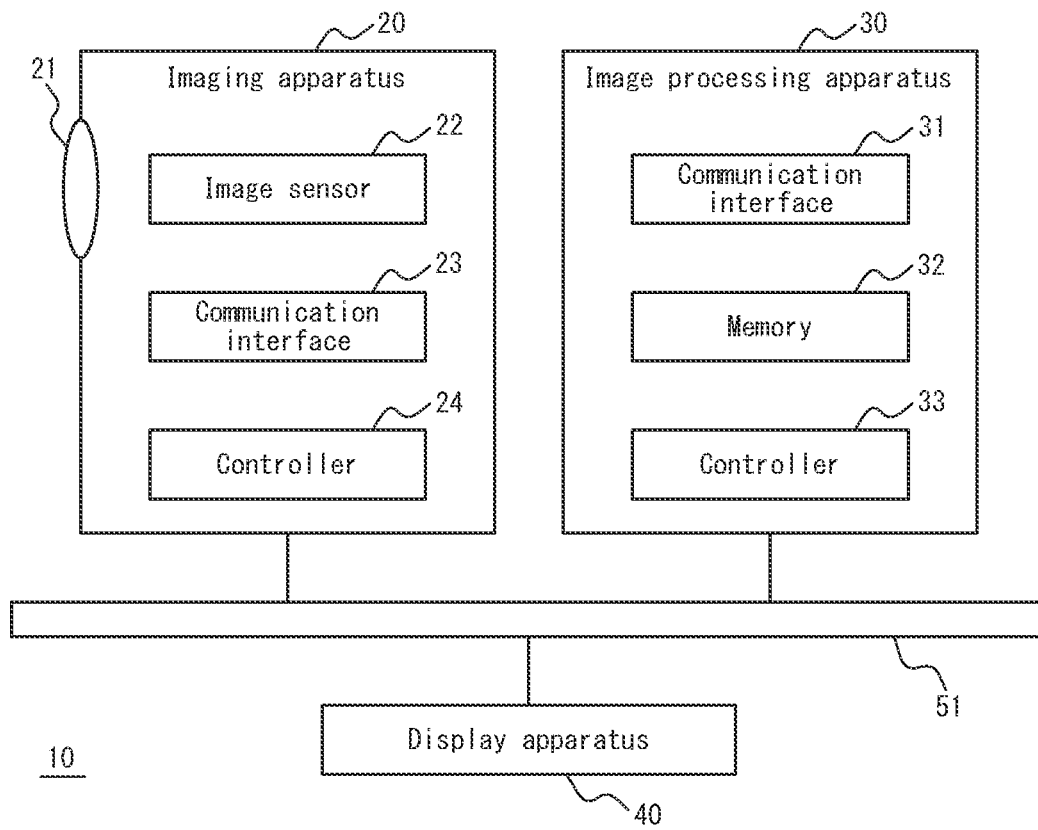 20
30
21
Imaging apparatus
Image processing apparatus
22
31
Image sensor
Communication
interface
23
32
Communication
interface
Memory
24
33
Controller
Controller
51
Display apparatus
10
40